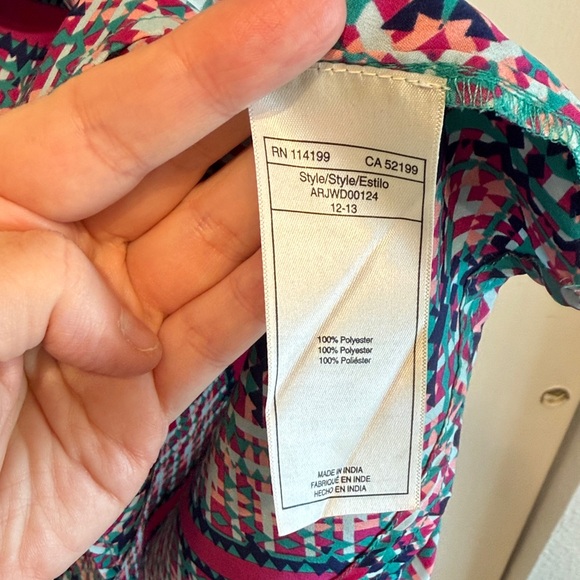 RN 114199 CA 52199
Style/Style/Estilo
ARJWD00124
12-13
100% Polyester
100% Polyester
100% Poliéster
MADE IN INDIA
FABRIQUÉ EN INDE
HECHO EN INDIA